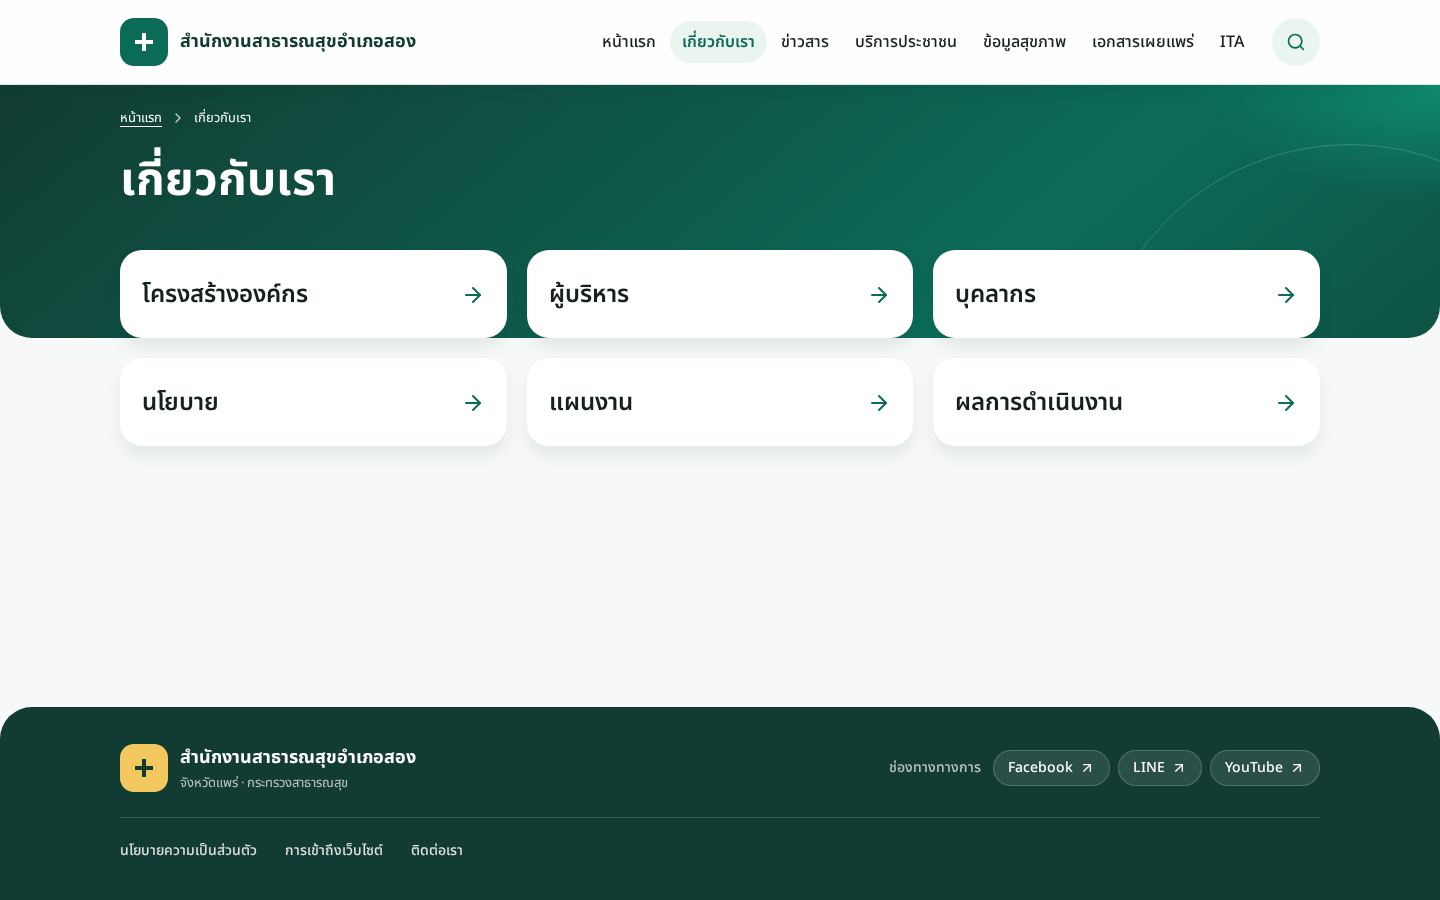 สำนักงานสาธารณสุขอำเภอสอง
หน้าแรก
เกี่ยวกับเรา
ข่าวสาร
บริการประชาชน
ข้อมูลสุขภาพ
เอกสารเผยแพร่
ITA
หน้าแรก
เกี่ยวกับเรา
เกี่ยวกับเรา
โครงสร้างองค์กร
ผู้บริหาร
บุคลากร
นโยบาย
แผนงาน
ผลการดำเนินงาน
สำนักงานสาธารณสุขอำเภอสอง
จังหวัดแพร่ · กระทรวงสาธารณสุข
ช่องทางทางการ
Facebook
LINE
YouTube
นโยบายความเป็นส่วนตัว
การเข้าถึงเว็บไซต์
ติดต่อเรา